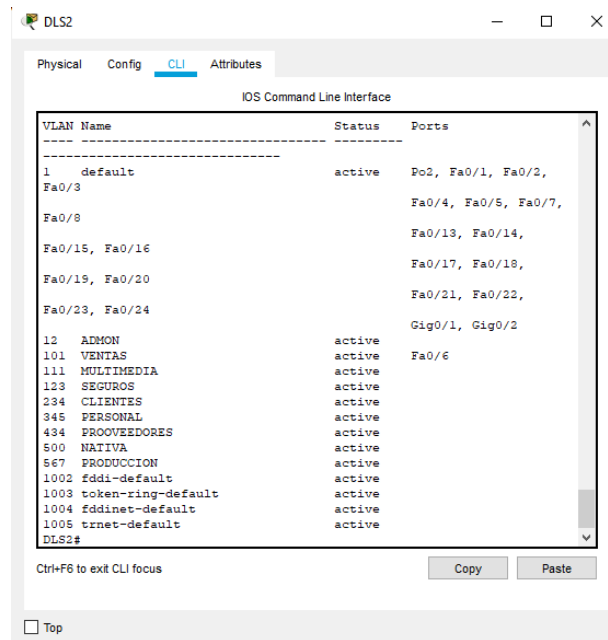 DLS2
Physical Config CLI Attributes
IOS Command Line Interface
VLAN Name Status Ports
---- -------------------------------- ---------
-------------------------------
1 default active Po2, Fa0/1, Fa0/2,
Fa0/3
Fa0/4, Fa0/5, Fa0/7,
Fa0/8
Fa0/13, Fa0/14,
Fa0/15, Fa0/16
Fa0/17, Fa0/18,
Fa0/19, Fa0/20
Fa0/21, Fa0/22,
Fa0/23, Fa0/24
Gig0/1, Gig0/2
12 ADMON active
101 VENTAS active Fa0/6
111 MULTIMEDIA active
123 SEGUROS active
234 CLIENTES active
345 PERSONAL active
434 PROOVEEDORES active
500 NATIVA active
567 PRODUCCION active
1002 fddi-default active
1003 token-ring-default active
1004 fddinet-default active
1005 trnet-default active
DLS2#
Ctrl+F6 to exit CLI focus
Copy Paste
Top